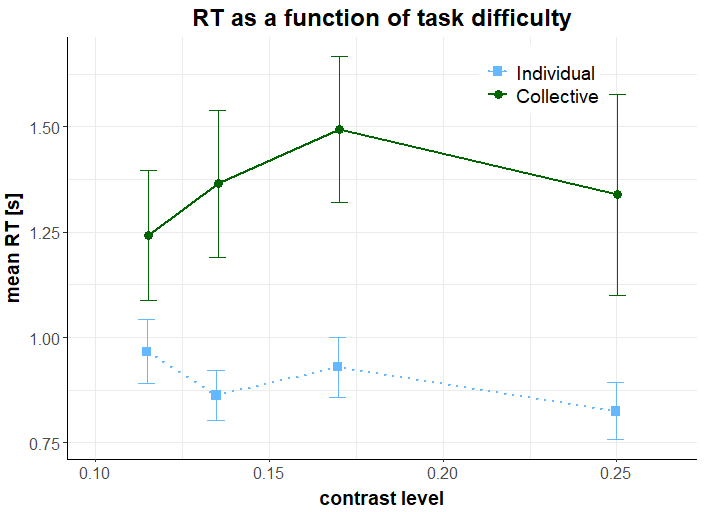 RT as a function of task difficulty
Individual
Collective
mean RT [s]
1.50
1.25
1.00
0.75
0.10 0.15 0.20 0.25
contrast level